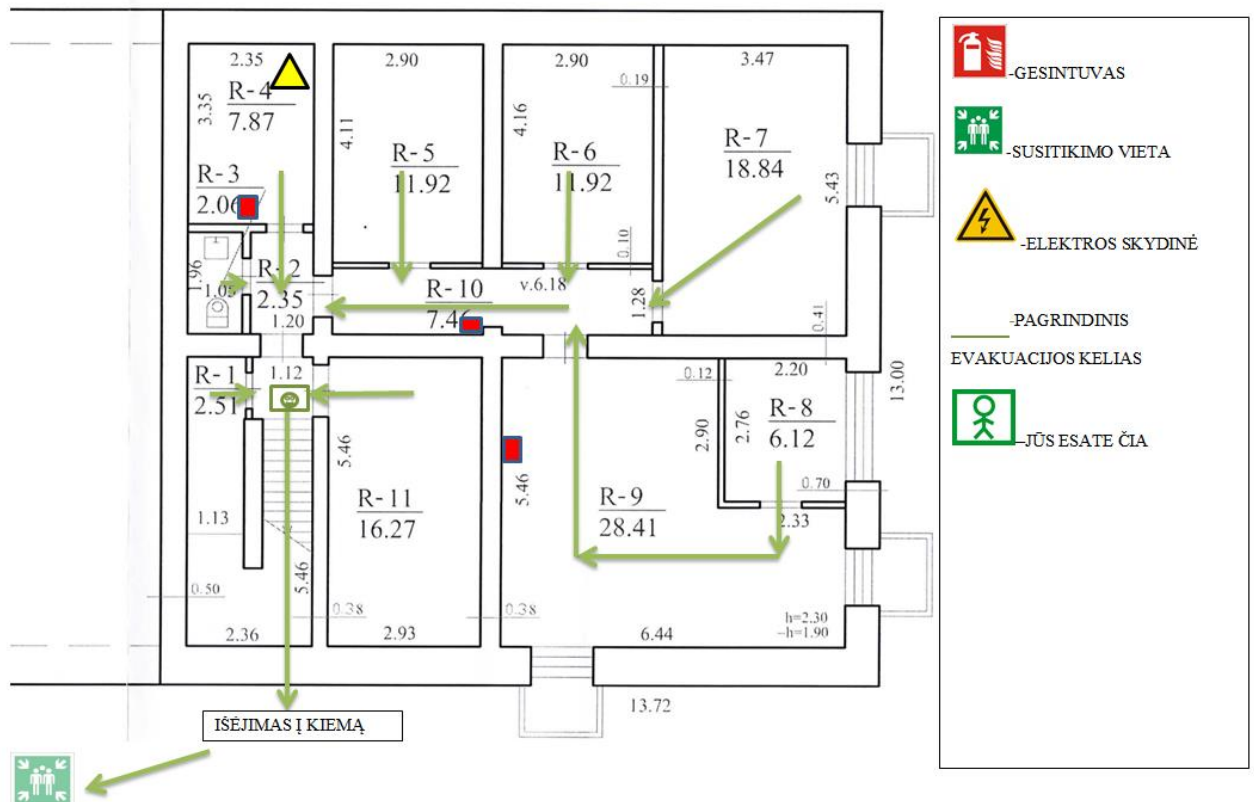 2.35
R-4
7.87
3.35
2.90
R-5
11.92
4.11
2.90
0.19
R-6
11.92
4.16
0.10
3.47
R-7
18.84
5.43
R-3
2.06
1.96
1.05
R-2
2.35
1.20
R-10
7.46
v.6.18
1.28
0.41
R-1
2.51
1.12
1.13
0.50
2.36
5.46
5.46
R-11
16.27
0.38
2.93
0.38
5.46
R-9
28.41
6.44
0.12
2.90
2.20
R-8
6.12
2.76
0.70
2.33
h=2.30
-h=1.90
13.00
13.72
IŠĖJIMAS Į KIEMĄ
-GESINTUVAS
-SUSITIKIMO VIETA
-ELEKTROS SKYDINĖ
-PAGRINDINIS
EVAKUACIJOS KELIAS
–JŪS ESATE ČIA